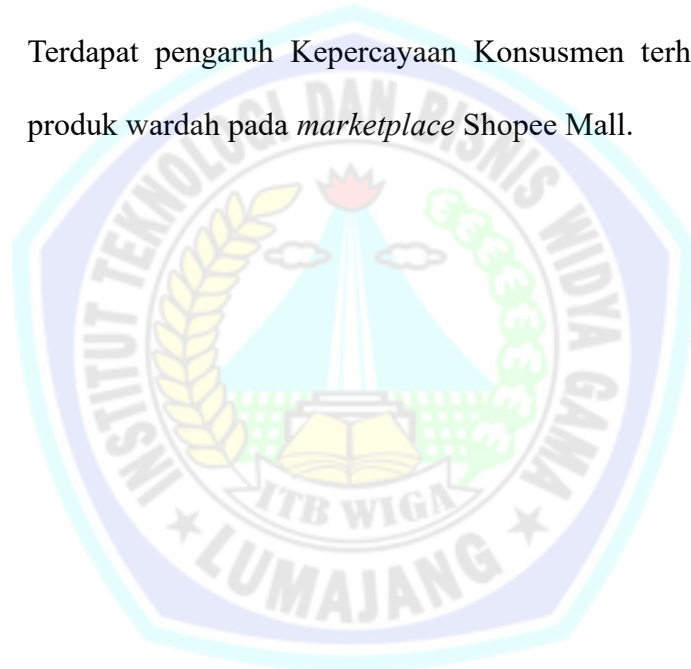 Terdapat pengaruh Kepercayaan Konsusmen terh
produk wardah pada marketplace Shopee Mall.
INSTITUT TEKNOLOGI DAN BISNIS WIDYA GAMA
ITB WIGA
LUMAJANG